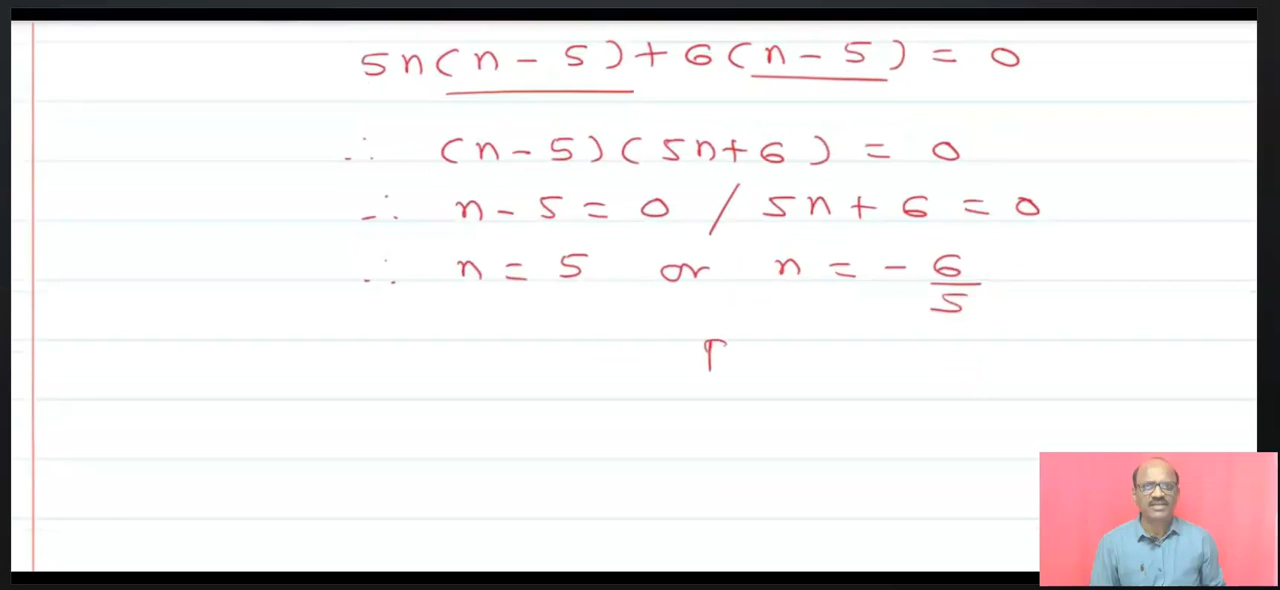 5n(n - 5) + 6(n - 5) = 0
∴ (n - 5)(5n + 6) = 0
∴ n - 5 = 0 / 5n + 6 = 0
∴ n = 5 or n = - 6/5